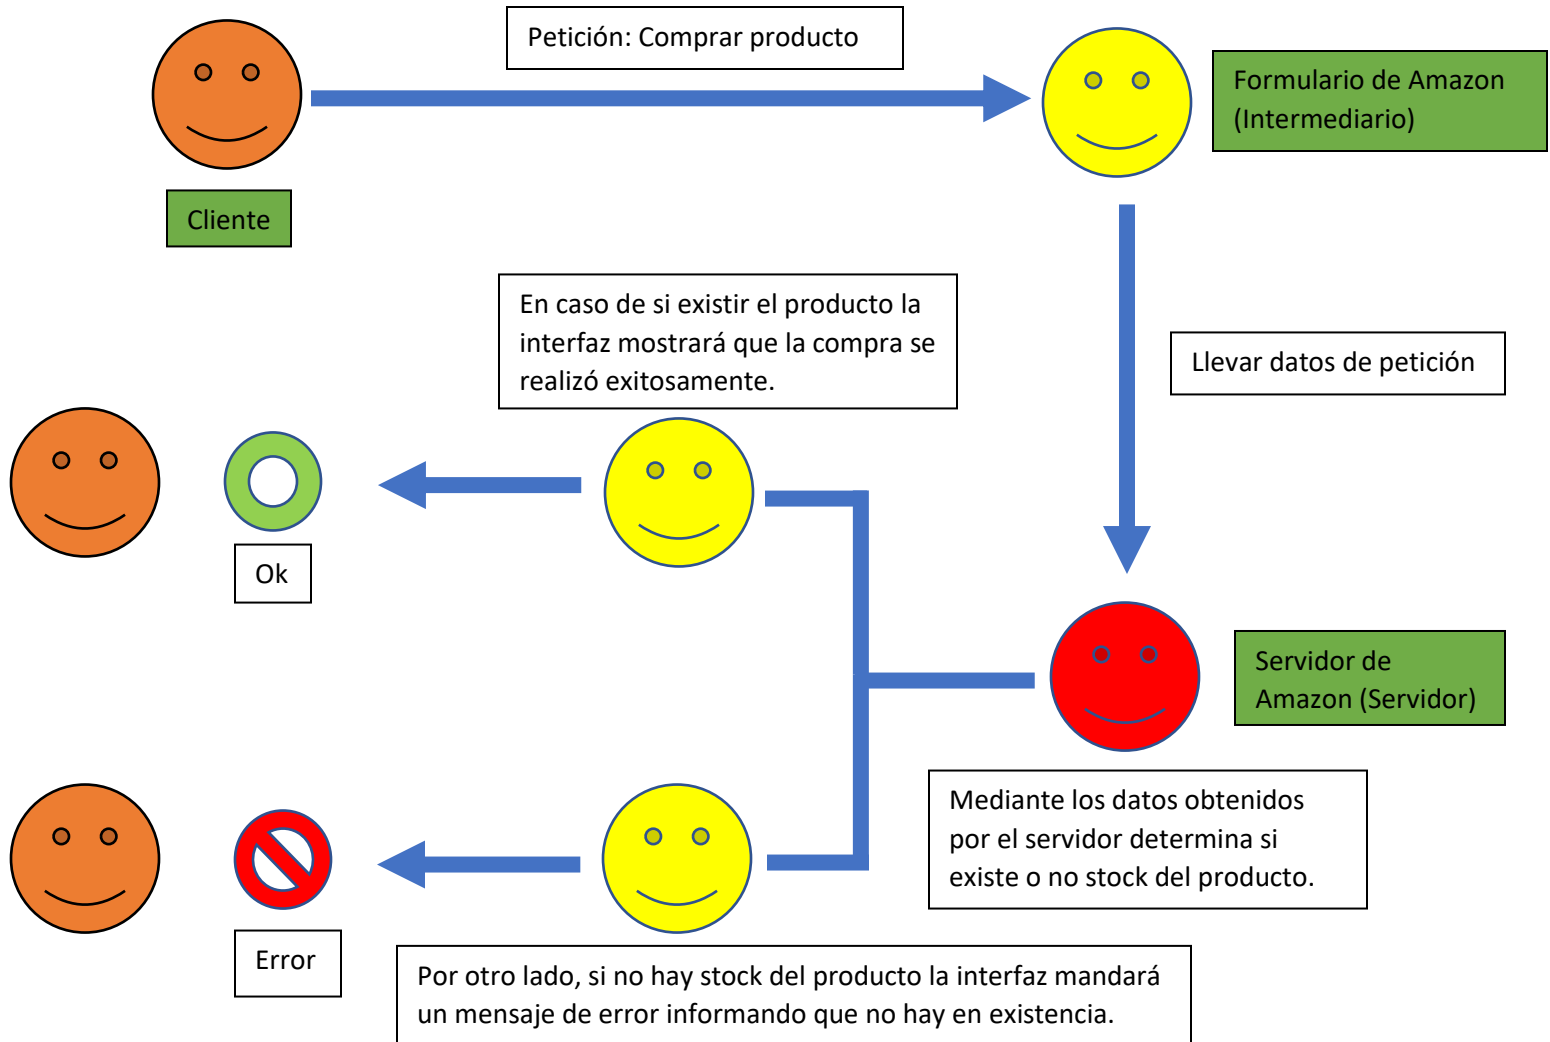 Petición: Comprar producto
Formulario de Amazon
(Intermediario)
Cliente
En caso de si existir el producto la
interfaz mostrará que la compra se
realizó exitosamente.
Llevar datos de petición
Ok
Servidor de
Amazon (Servidor)
Mediante los datos obtenidos
por el servidor determina si
existe o no stock del producto.
Error
Por otro lado, si no hay stock del producto la interfaz mandará
un mensaje de error informando que no hay en existencia.